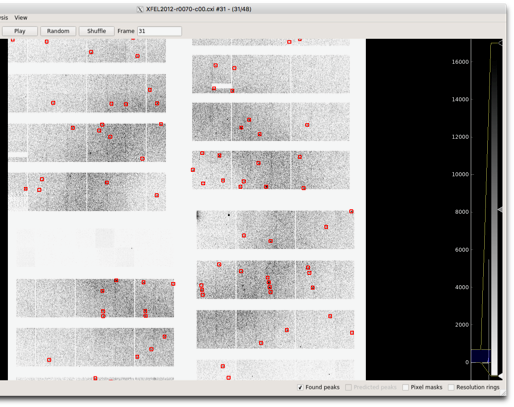 XFEL2012-r0070-c00.cxi #31 - (31/48)
sis View
Play Random Shuffle Frame 31
16000
14000
12000
10000
8000
6000
4000
2000
0
Found peaks Predicted peaks Pixel masks Resolution rings